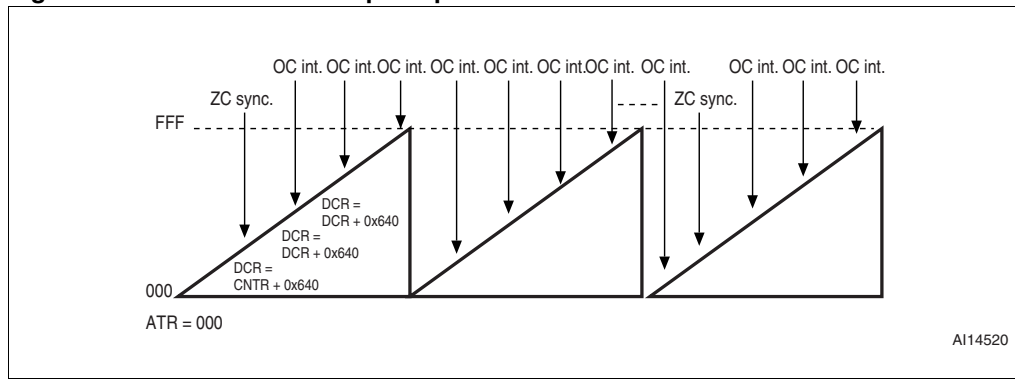 OC int. OC int. OC int. OC int. OC int. OC int. OC int. OC int. OC int. OC int. OC int.
ZC sync. ZC sync.
FFF
DCR =
DCR + 0x640
DCR =
DCR + 0x640
DCR =
CNTR + 0x640
000
ATR = 000
AI14520